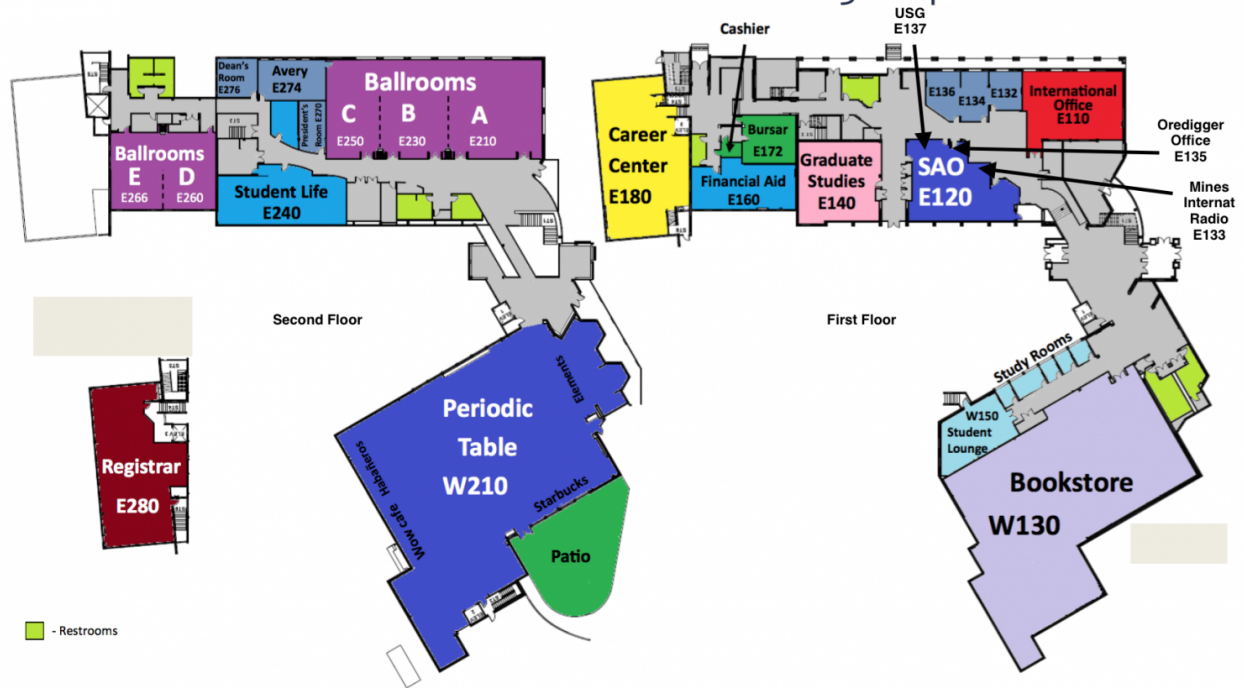 USG
E137
Cashier
Dean's
Room
E276
Avery
E274
President's
Room E270
Ballrooms
C
B
A
E250
E230
E210
Ballrooms
E
D
E266
E260
Student Life
E240
Career
Center
E180
Bursar
E172
Financial Aid
E160
Graduate
Studies
E140
SAO
E120
E136
E134
E132
International
Office
E110
Oredigger
Office
E135
Mines
Internat
Radio
E133
Second Floor
First Floor
Registrar
E280
Elements
Periodic
Table
W210
Wow cafe Habañeros
Starbucks
Patio
Study Rooms
W150
Student
Lounge
Bookstore
W130
- Restrooms